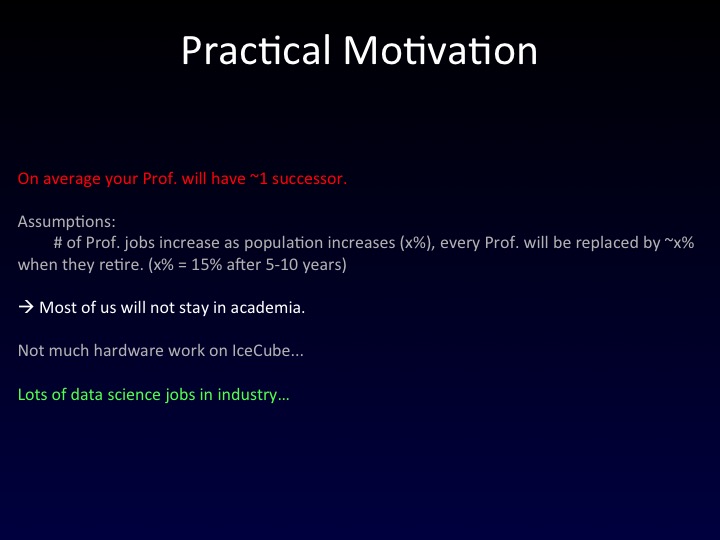 Practical Motivation
On average your Prof. will have ~1 successor.
Assumptions:
# of Prof. jobs increase as population increases (x%), every Prof. will be replaced by ~x%
when they retire. (x% = 15% after 5-10 years)
→ Most of us will not stay in academia.
Not much hardware work on IceCube...
Lots of data science jobs in industry…